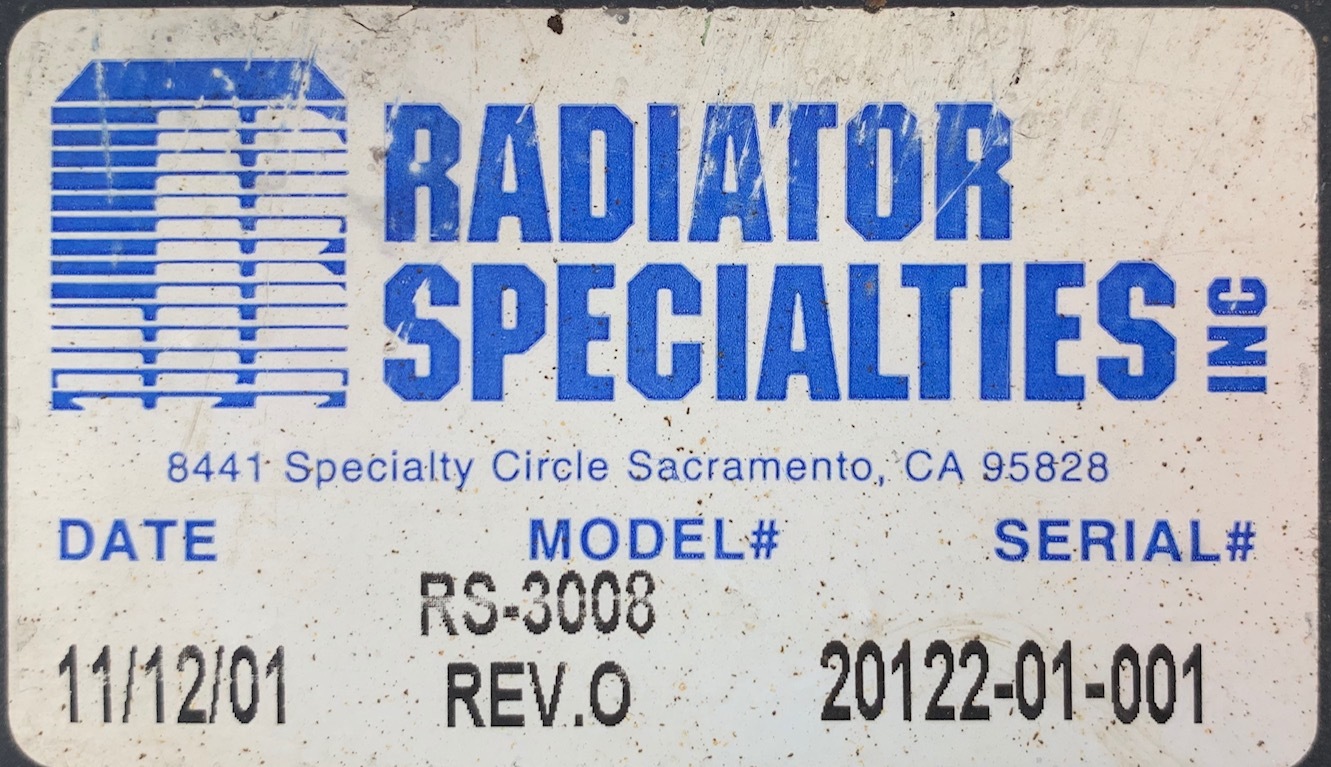 RADIATOR
SPECIALTIES INC
8441 Specialty Circle Sacramento, CA 95828
DATE MODEL# SERIAL#
RS-3008
11/12/01 REV.O 20122-01-001